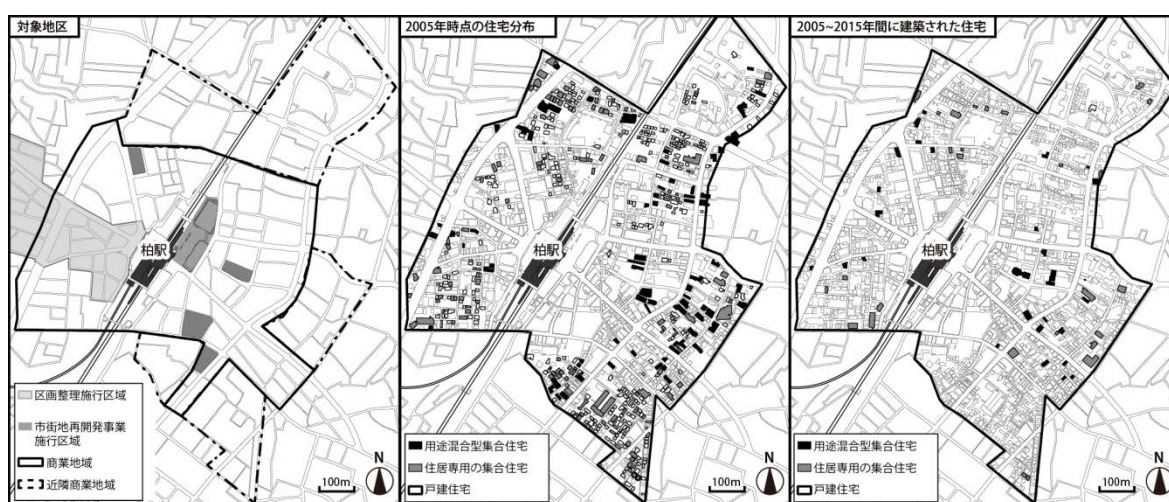 対象地区
柏駅
区画整理施行区域
市街地再開発事業
施行区域
商業地域
近隣商業地域
N
100m
2005年時点の住宅分布
柏駅
用途混合型集合住宅
住居専用の集合住宅
戸建住宅
N
100m
2005~2015年間に建築された住宅
柏駅
用途混合型集合住宅
住居専用の集合住宅
戸建住宅
N
100m